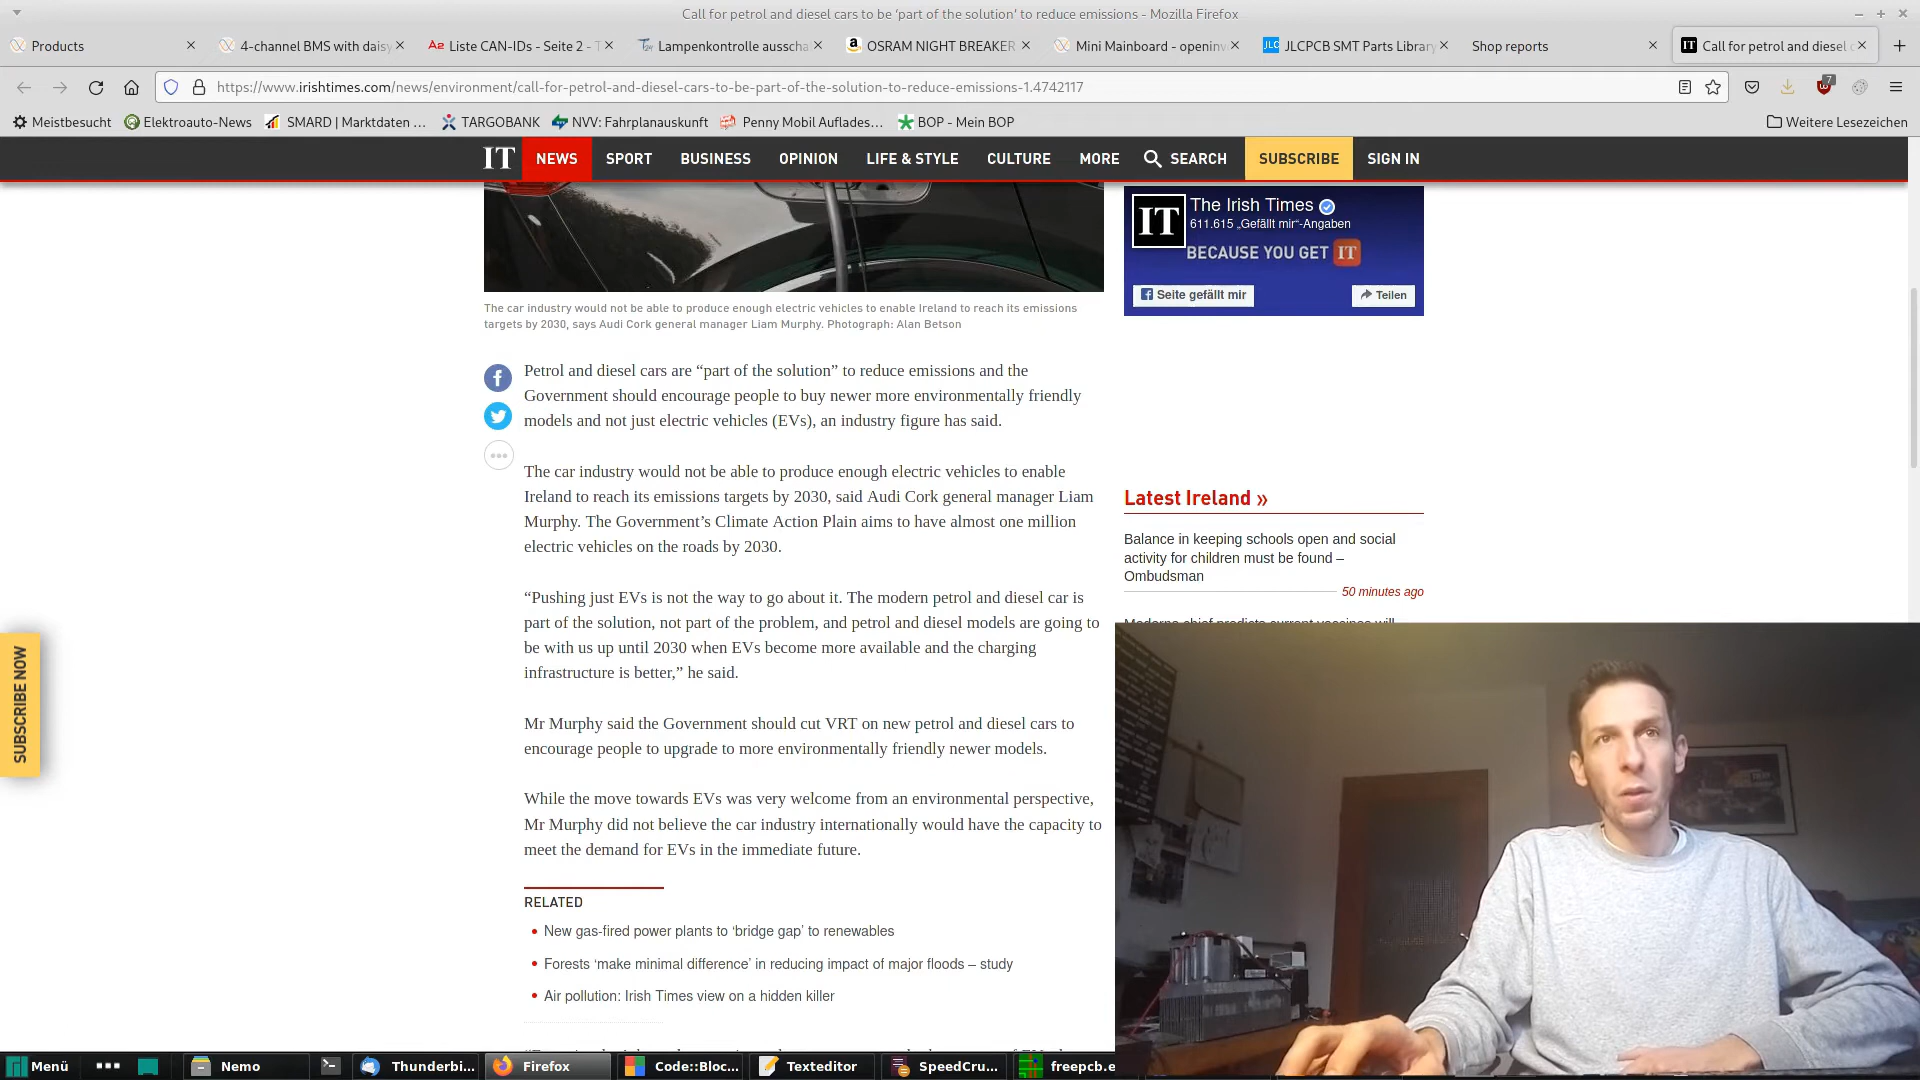 Call for petrol and diesel cars to be 'part of the solution' to reduce emissions - Mozilla Firefox
Products
4-channel BMS with daisy
Liste CAN-IDs - Seite 2 - T
Lampenkontrolle ausscha
OSRAM NIGHT BREAKER
Mini Mainboard - openinv
JLCPCB SMT Parts Library
Shop reports
Call for petrol and diesel c
https://www.irishtimes.com/news/environment/call-for-petrol-and-diesel-cars-to-be-part-of-the-solution-to-reduce-emissions-1.4742117
7
Meistbesucht
Elektroauto-News
SMARD | Marktdaten ...
TARGOBANK
NVV: Fahrplanauskunft
Penny Mobil Auflades...
BOP - Mein BOP
Weitere Lesezeichen
IT NEWS SPORT BUSINESS OPINION LIFE & STYLE CULTURE MORE SEARCH SUBSCRIBE SIGN IN
IT
The Irish Times
611.615 „Gefällt mir“-Angaben
BECAUSE YOU GET IT
Seite gefällt mir
Teilen
The car industry would not be able to produce enough electric vehicles to enable Ireland to reach its emissions
targets by 2030, says Audi Cork general manager Liam Murphy. Photograph: Alan Betson
Petrol and diesel cars are “part of the solution” to reduce emissions and the
Government should encourage people to buy newer more environmentally friendly
models and not just electric vehicles (EVs), an industry figure has said.
The car industry would not be able to produce enough electric vehicles to enable
Ireland to reach its emissions targets by 2030, said Audi Cork general manager Liam
Murphy. The Government’s Climate Action Plain aims to have almost one million
electric vehicles on the roads by 2030.
“Pushing just EVs is not the way to go about it. The modern petrol and diesel car is
part of the solution, not part of the problem, and petrol and diesel models are going to
be with us up until 2030 when EVs become more available and the charging
infrastructure is better,” he said.
Mr Murphy said the Government should cut VRT on new petrol and diesel cars to
encourage people to upgrade to more environmentally friendly newer models.
While the move towards EVs was very welcome from an environmental perspective,
Mr Murphy did not believe the car industry internationally would have the capacity to
meet the demand for EVs in the immediate future.
RELATED
New gas-fired power plants to ‘bridge gap’ to renewables
Forests ‘make minimal difference’ in reducing impact of major floods – study
Air pollution: Irish Times view on a hidden killer
Latest Ireland »
Balance in keeping schools open and social
activity for children must be found –
Ombudsman
50 minutes ago
SUBSCRIBE NOW
Menü
Nemo
Thunderbi...
Firefox
Code::Bloc...
Texteditor
SpeedCru...
freepcb.e